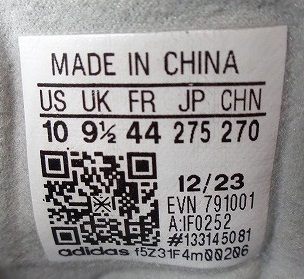 MADE IN CHINA
US UK FR JP CHN
10 9½ 44 275 270
12/23
EVN 791001
A:IF0252
#133145081
adidas f5Z31F4m00206